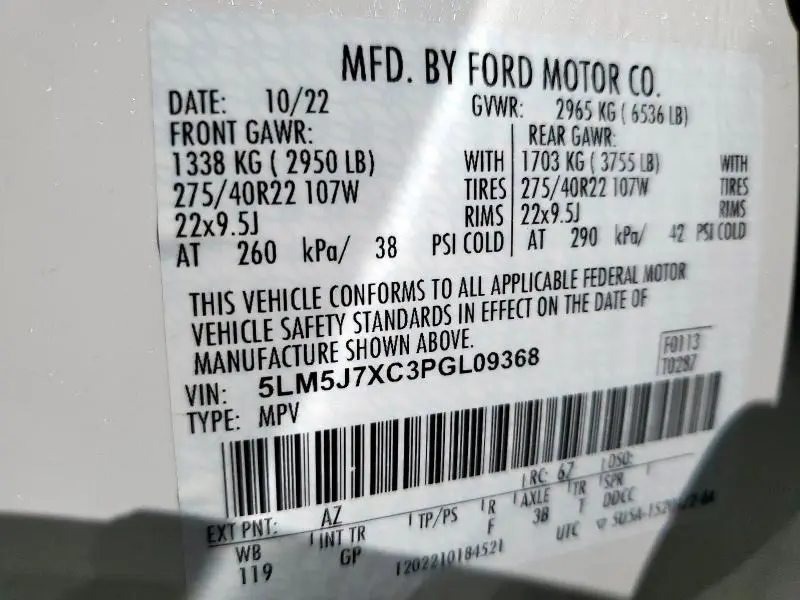 MFD. BY FORD MOTOR CO.
DATE: 10/22 GVWR: 2965 KG ( 6536 LB)
FRONT GAWR: REAR GAWR:
1338 KG ( 2950 LB) WITH 1703 KG ( 3755 LB) WITH
275/40R22 107W TIRES 275/40R22 107W TIRES
22x9.5J RIMS 22x9.5J RIMS
AT 260 kPa/ 38 PSI COLD AT 290 kPa/ 42 PSI COLD
THIS VEHICLE CONFORMS TO ALL APPLICABLE FEDERAL MOTOR
VEHICLE SAFETY STANDARDS IN EFFECT ON THE DATE OF
MANUFACTURE SHOWN ABOVE.
VIN: 5LM5J7XC3PGL09368
F0113
T0287
TYPE: MPV
RC: 67 DSO:
EXT PNT: AZ
WB INT TR TP/PS R AXLE TR SPR
119 GP F 3B F DDCC
1202210184521 UTC